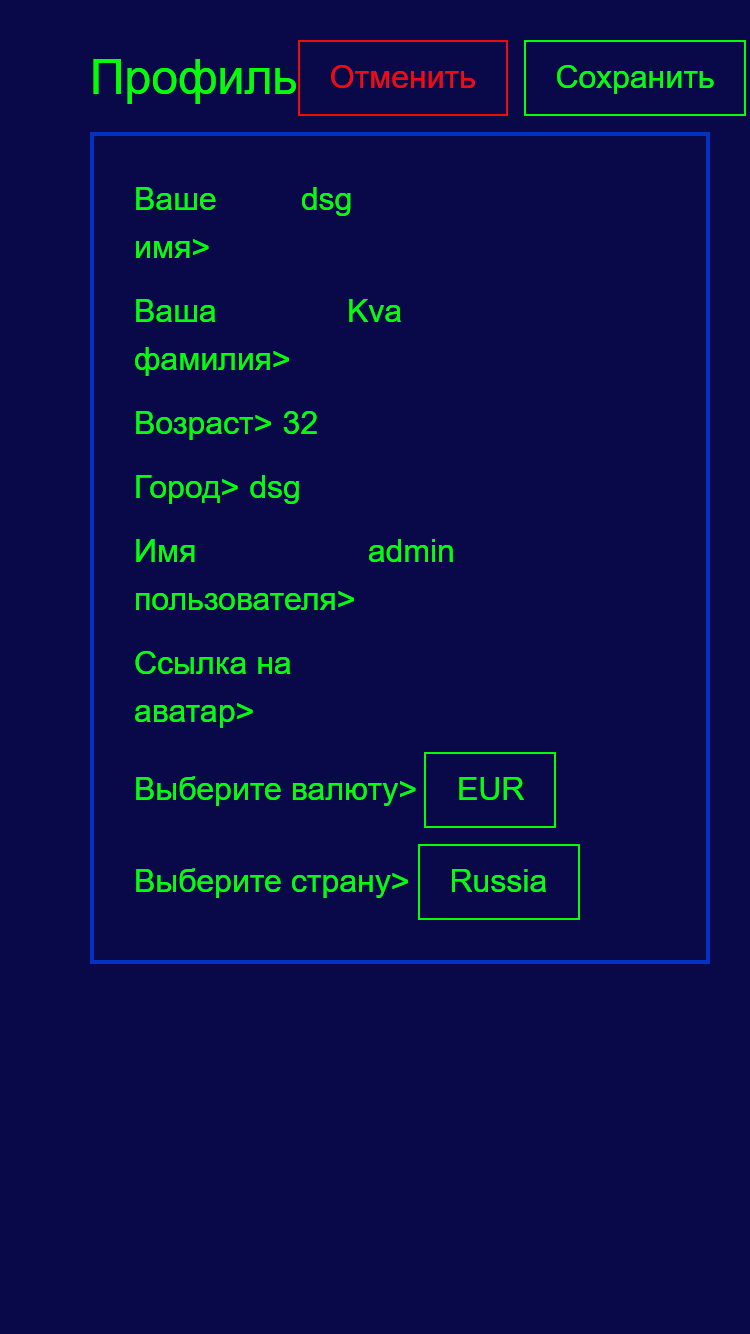 Профиль Отменить Сохранить
Ваше dsg
имя>
Ваша Kva
фамилия>
Возраст> 32
Город> dsg
Имя admin
пользователя>
Ссылка на
аватар>
Выберите валюту> EUR
Выберите страну> Russia